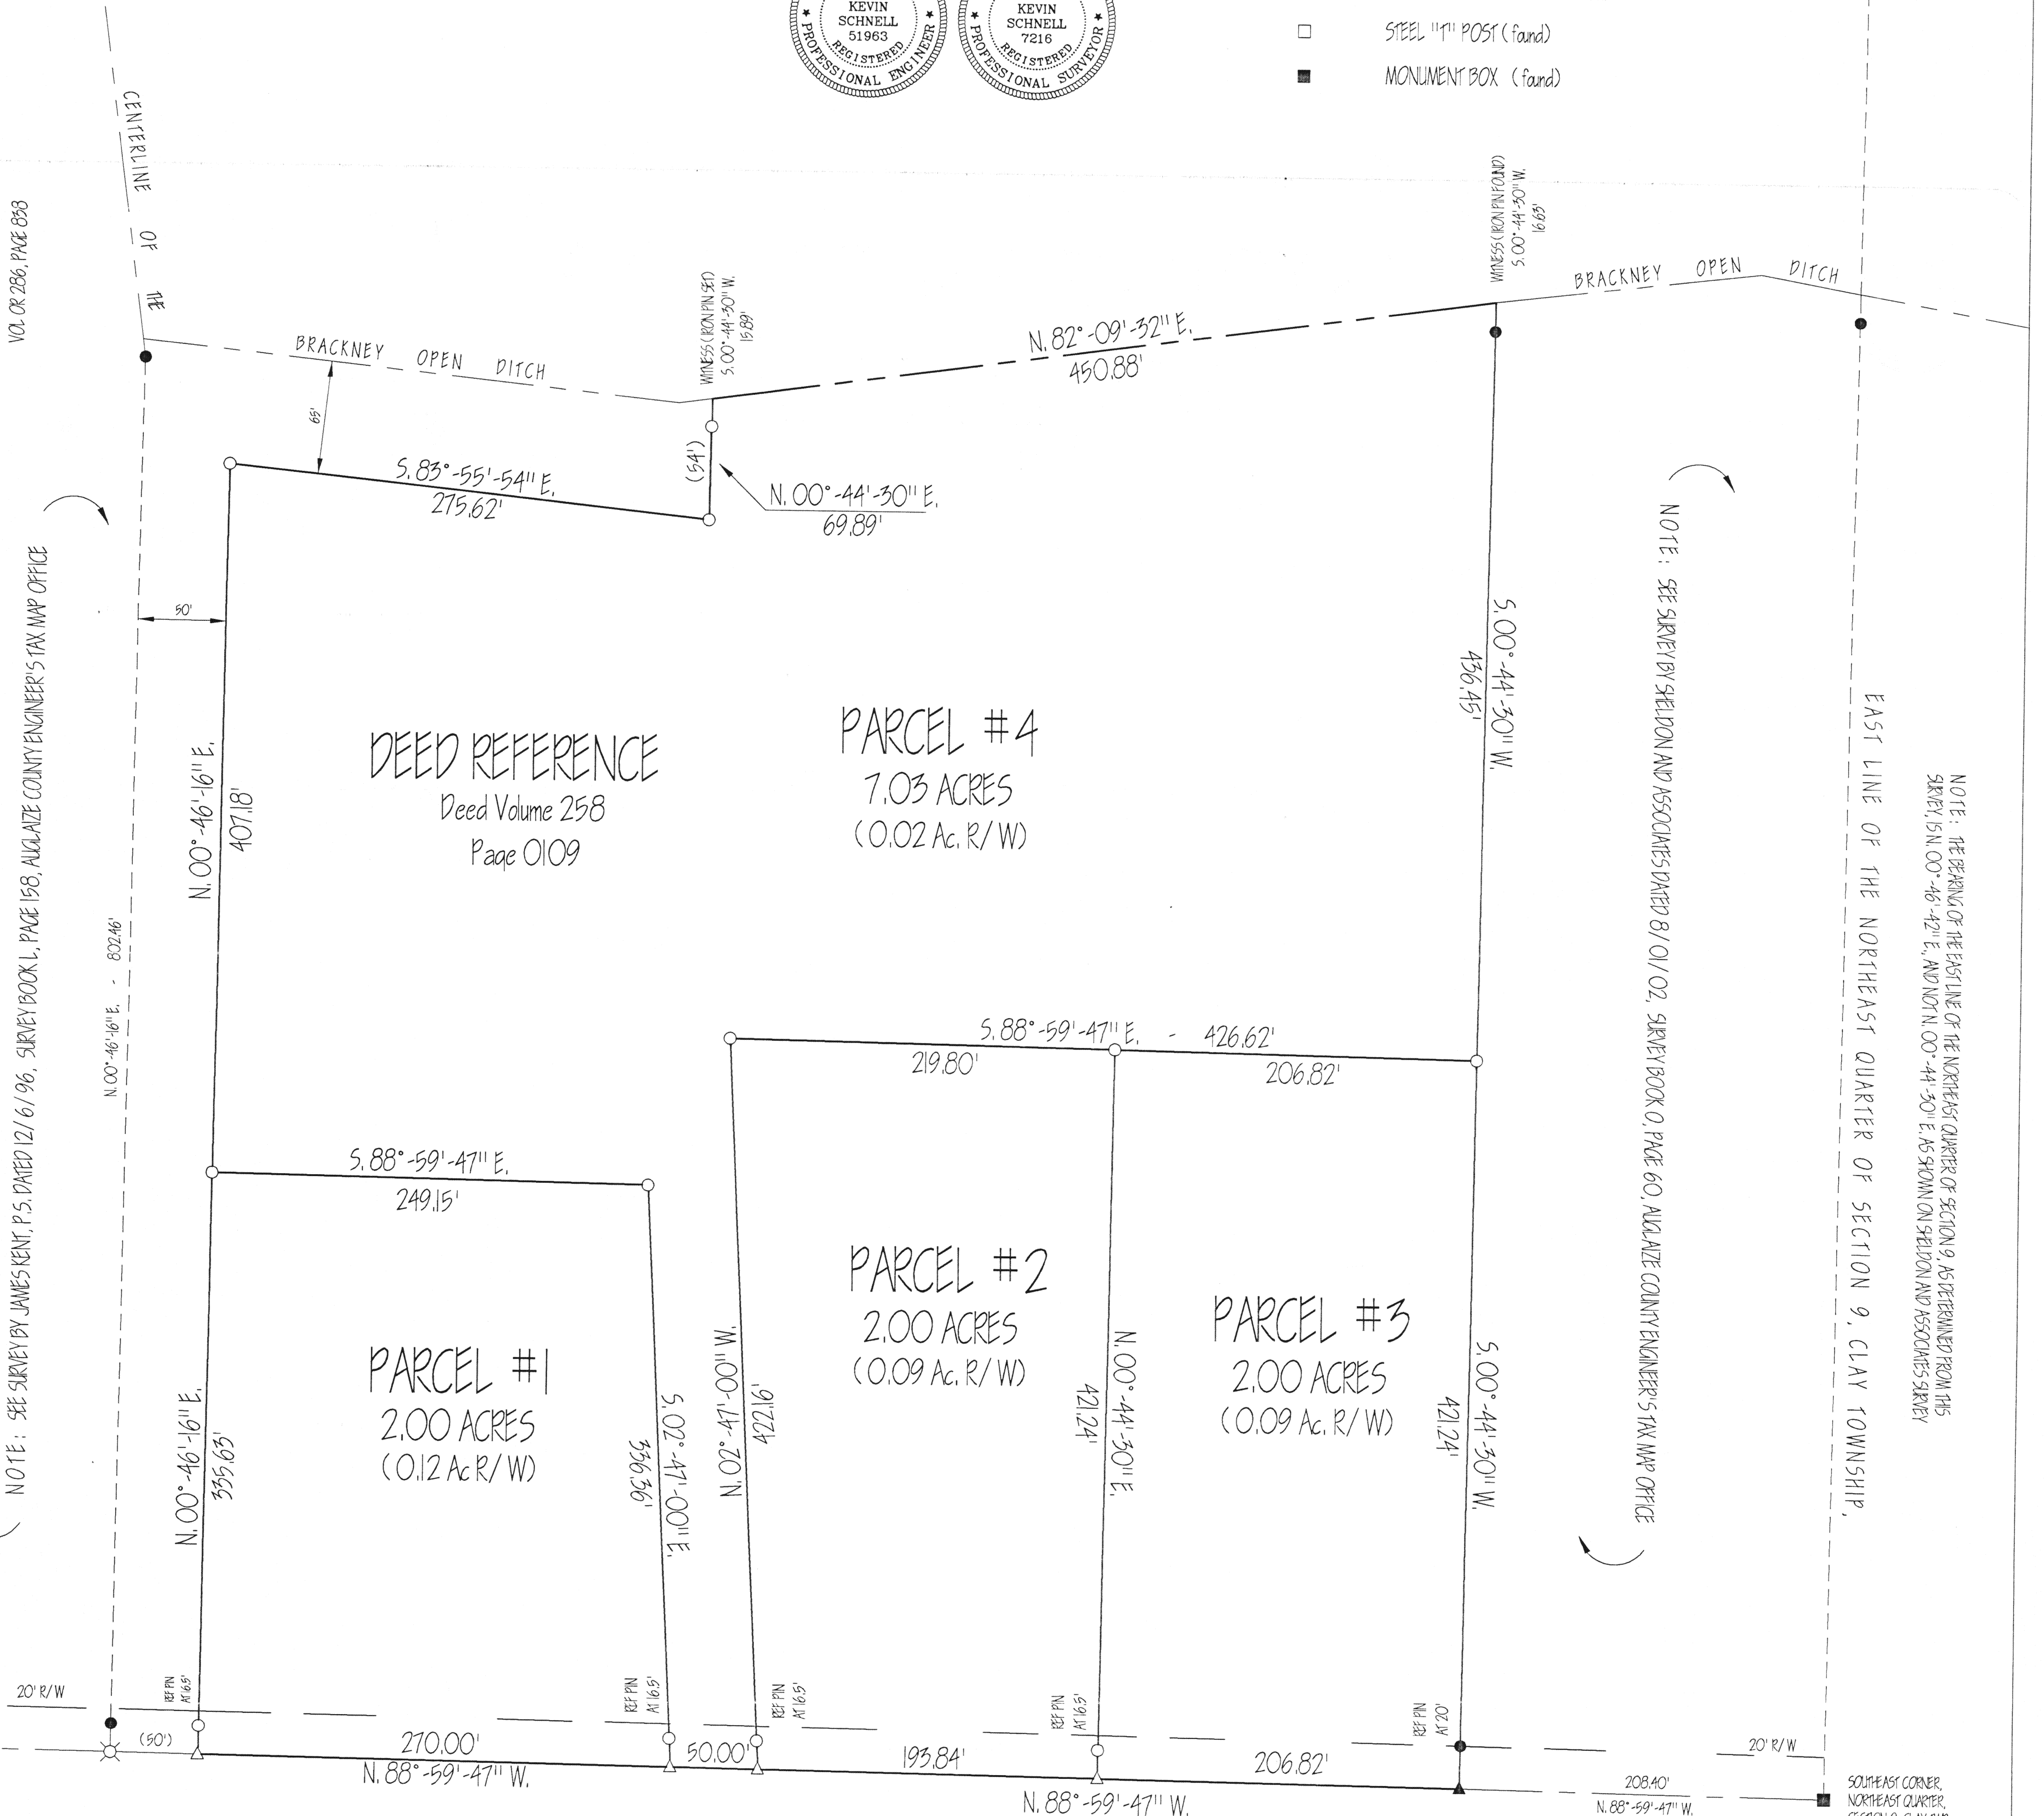 KEVIN
SCHNELL
51963
REGISTERED
PROFESSIONAL ENGINEER
KEVIN
SCHNELL
7216
REGISTERED
PROFESSIONAL SURVEYOR
STEEL "T" POST (found)
MONUMENT BOX (found)
CENTERLINE OF THE
VOL OR 286, PAGE 838
WITNESS (IRON PIN SET)
S.00°-44'-30" W.
15.89'
WITNESS (IRON PIN FOUND)
S.00°-44'-30" W.
19.63'
BRACKNEY OPEN DITCH
BRACKNEY OPEN DITCH
N. 82°-09'-32" E.
450.88'
65'
(54')
S. 83°-55'-54" E.
275.62'
N. 00°-44'-30" E.
69.89'
50'
NOTE: SEE SURVEY BY JAMES KENT, P.S. DATED 12/6/96, SURVEY BOOK L, PAGE 158, AUGLAIZE COUNTY ENGINEER'S TAX MAP OFFICE
N.00°-46'-16" E. - 802.46'
N. 00°-46'-16" E.
407.18'
DEED REFERENCE
Deed Volume 258
Page 0109
PARCEL #4
7.03 ACRES
(0.02 Ac. R/W)
S. 00°-44'-30" W.
436.45'
NOTE: SEE SURVEY BY SHELDON AND ASSOCIATES DATED 8/01/02, SURVEY BOOK O, PAGE 60, AUGLAIZE COUNTY ENGINEER'S TAX MAP OFFICE
EAST LINE OF THE NORTHEAST QUARTER OF SECTION 9, CLAY TOWNSHIP,
NOTE: THE BEARING OF THE EAST LINE OF THE NORTHEAST QUARTER OF SECTION 9, AS DETERMINED FROM THIS
SURVEY, IS N. 00°-46'-42" E., AND NOT N. 00°-44'-30" E. AS SHOWN ON SHELDON AND ASSOCIATES SURVEY
S. 88°-59'-47" E. - 426.62'
219.80'
206.82'
S. 88°-59'-47" E.
249.15'
PARCEL #1
2.00 ACRES
(0.12 Ac R/W)
N. 00°-46'-16" E.
335.63'
S. 02°-47'-00" E.
336.36'
N. 02°-47'-00" W.
422.16'
PARCEL #2
2.00 ACRES
(0.09 Ac. R/W)
N. 00°-44'-30" E.
421.24'
PARCEL #3
2.00 ACRES
(0.09 Ac. R/W)
S. 00°-44'-30" W.
421.24'
REF PIN
AT 16.5'
REF PIN
AT 16.5'
REF PIN
AT 16.5'
REF PIN
AT 16.5'
REF PIN
AT 20'
20' R/W
20' R/W
(50')
270.00'
N. 88°-59'-47" W.
50.00'
193.84'
206.82'
N. 88°-59'-47" W.
208.40'
N. 88°-59'-47" W.
SOUTHEAST CORNER,
NORTHEAST QUARTER,